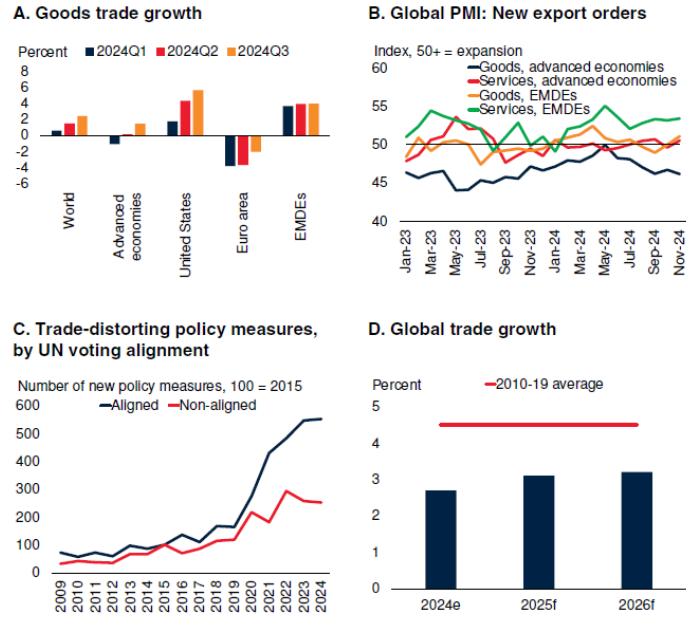 A. Goods trade growth
Percent
2024Q1 2024Q2 2024Q3
8
6
4
2
0
-2
-4
-6
World
Advanced
economies
United States
Euro area
EMDEs
B. Global PMI: New export orders
Index, 50+ = expansion
Goods, advanced economies
Services, advanced economies
Goods, EMDEs
Services, EMDEs
60
55
50
45
40
Jan-23
Mar-23
May-23
Jul-23
Sep-23
Nov-23
Jan-24
Mar-24
May-24
Jul-24
Sep-24
Nov-24
C. Trade-distorting policy measures,
by UN voting alignment
Number of new policy measures, 100 = 2015
Aligned Non-aligned
600
500
400
300
200
100
0
2009
2010
2011
2012
2013
2014
2015
2016
2017
2018
2019
2020
2021
2022
2023
2024
D. Global trade growth
Percent
2010-19 average
5
4
3
2
1
0
2024e
2025f
2026f